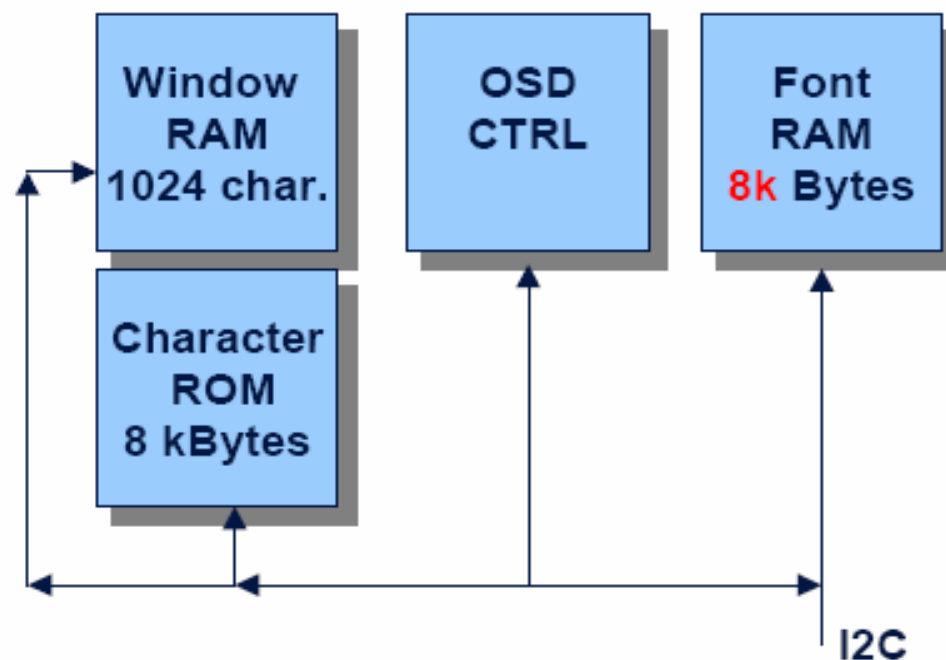 Window
RAM
1024 char.
OSD
CTRL
Font
RAM
8k Bytes
Character
ROM
8 kBytes
I2C